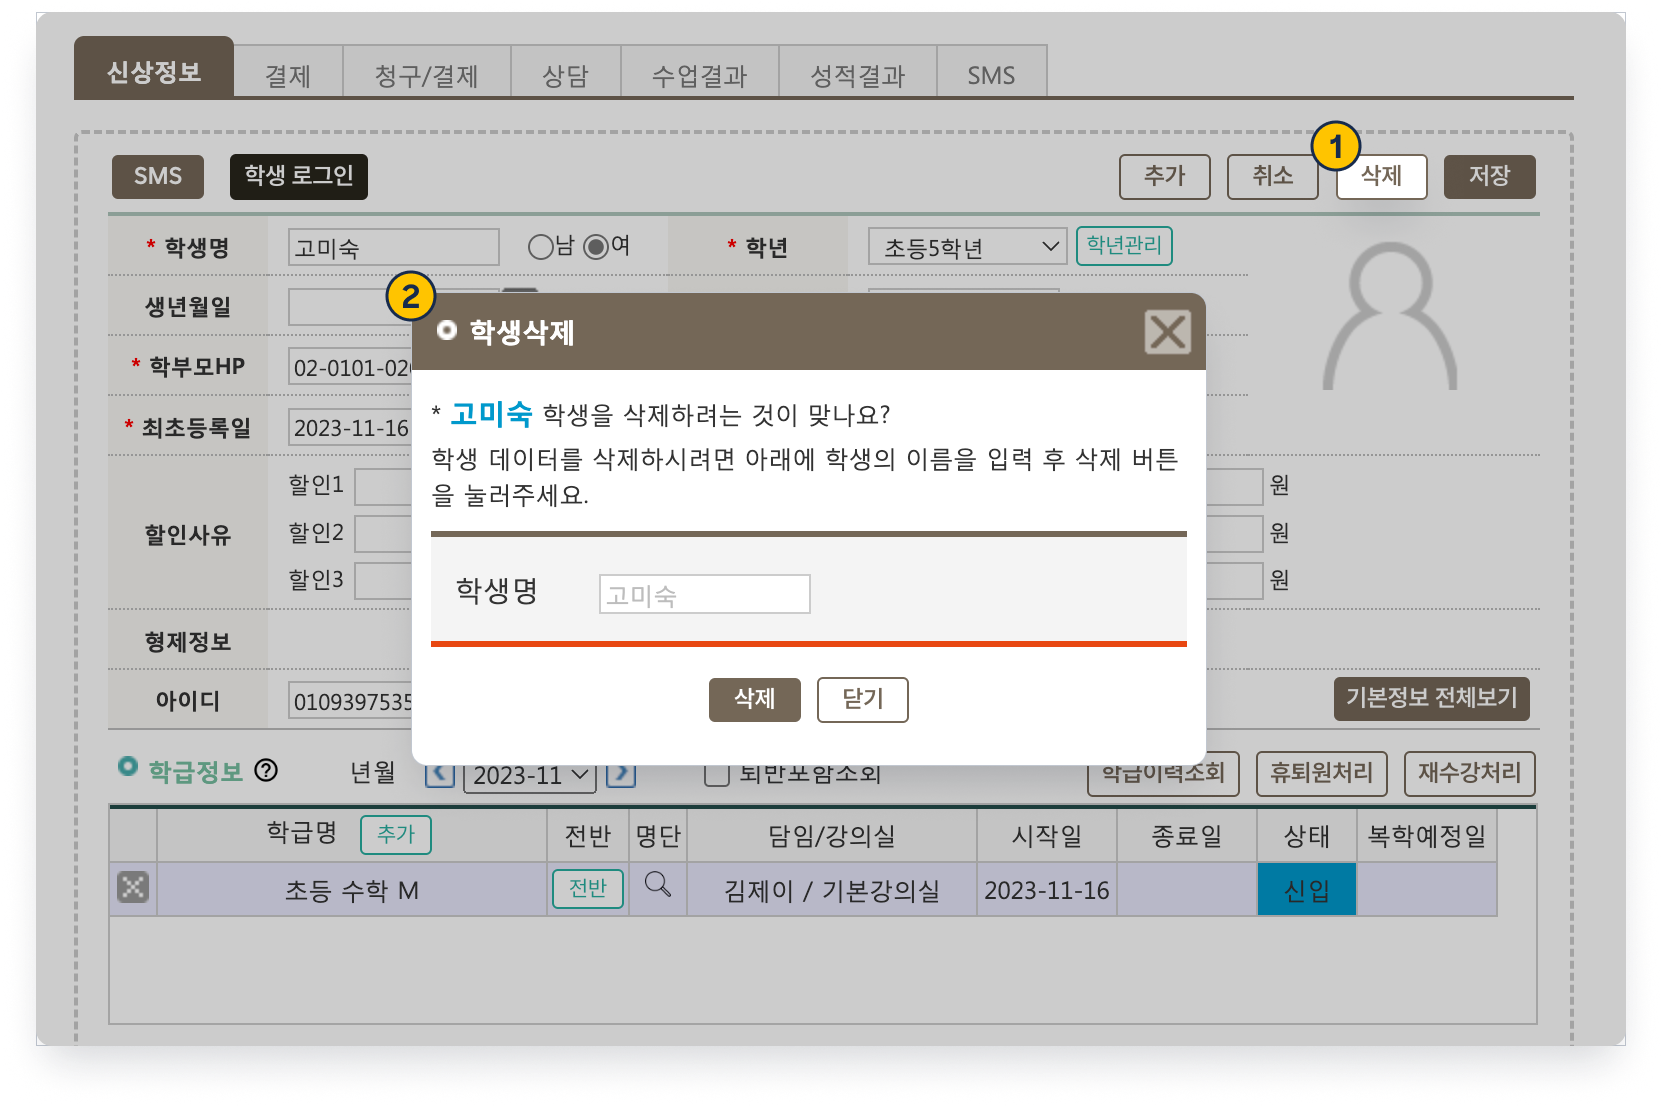 신상정보 결제 청구/결제 상담 수업결과 성적결과 SMS
1
SMS 학생 로그인 추가 취소 삭제 저장
* 학생명 고미숙 남 여 * 학년 초등5학년 학년관리
생년월일
2
학생삭제
* 학부모HP 02-0101-02
* 고미숙 학생을 삭제하려는 것이 맞나요?
* 최초등록일 2023-11-16
학생 데이터를 삭제하시려면 아래에 학생의 이름을 입력 후 삭제 버튼
을 눌러주세요.
할인사유
할인1 원
할인2 원
할인3 원
학생명 고미숙
형제정보
아이디 0109397535 삭제 닫기 기본정보 전체보기
학급정보 ? 년월 2023-11 퇴반포함조회 학급이력조회 휴퇴원처리 재수강처리
학급명 추가 전반 명단 담임/강의실 시작일 종료일 상태 복학예정일
초등 수학 M 전반 김제이 / 기본강의실 2023-11-16 신입